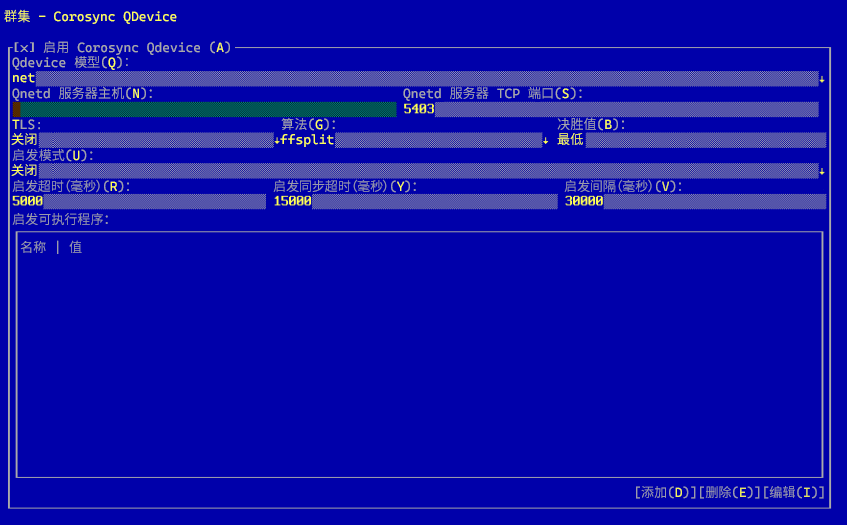 群集 - Corosync QDevice
[x] 启用 Corosync Qdevice (A)
Qdevice 模型(Q):
net↓
Qnetd 服务器主机(N): Qnetd 服务器 TCP 端口(S):
5403
TLS: 算法(G): 决胜值(B):
关闭↓ffsplit↓ 最低
启发模式(U):
关闭↓
启发超时(毫秒)(R): 启发同步超时(毫秒)(Y): 启发间隔(毫秒)(V):
5000 15000 30000
启发可执行程序:
名称 | 值
[添加(D)][删除(E)][编辑(I)]